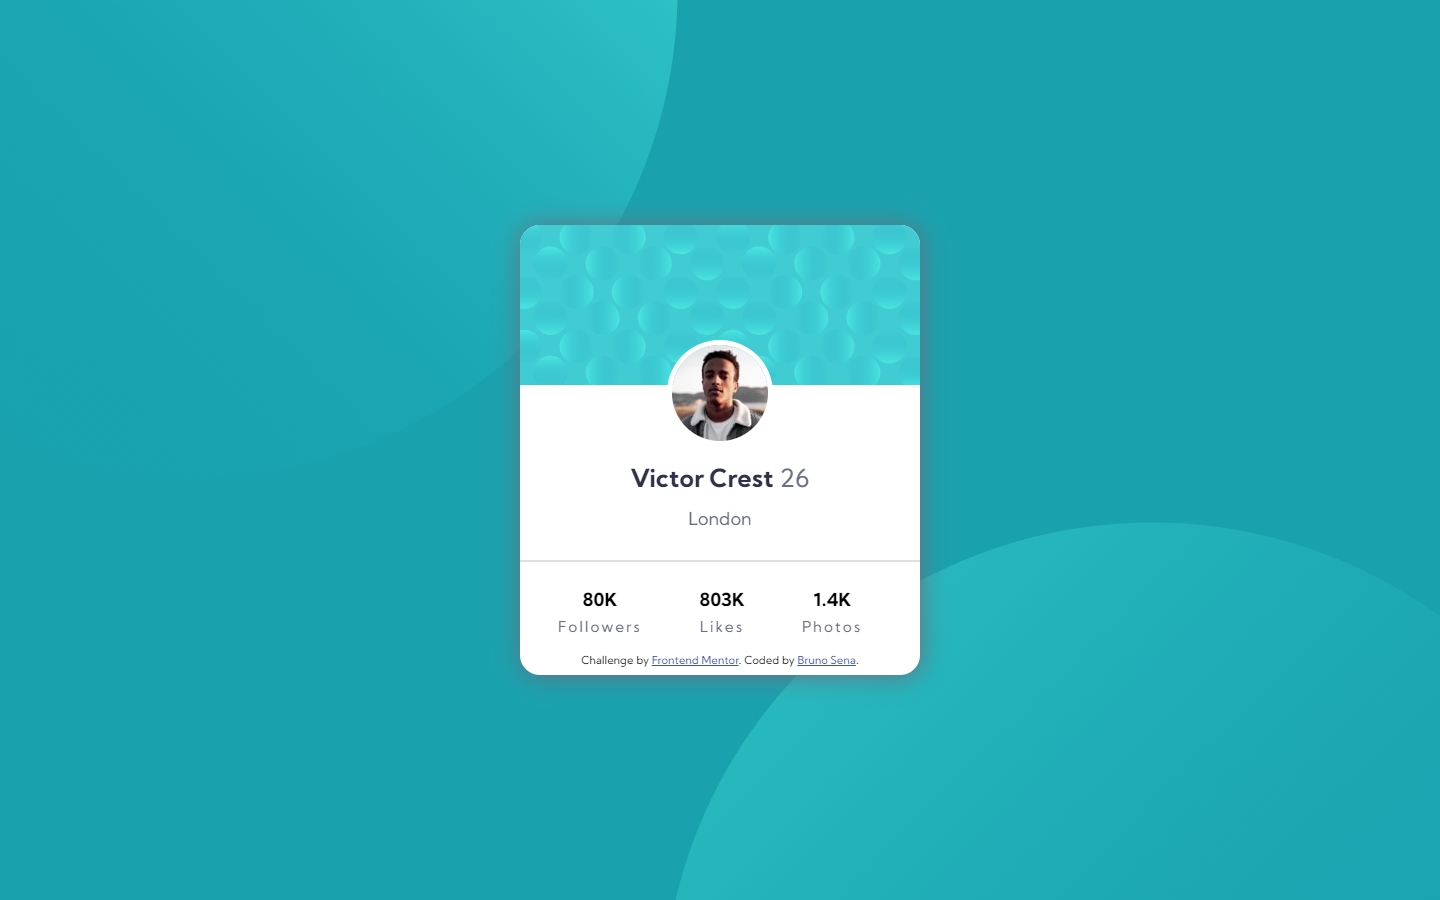 Victor Crest 26
London
80K 803K 1.4K
Followers Likes Photos
Challenge by Frontend Mentor. Coded by Bruno Sena.